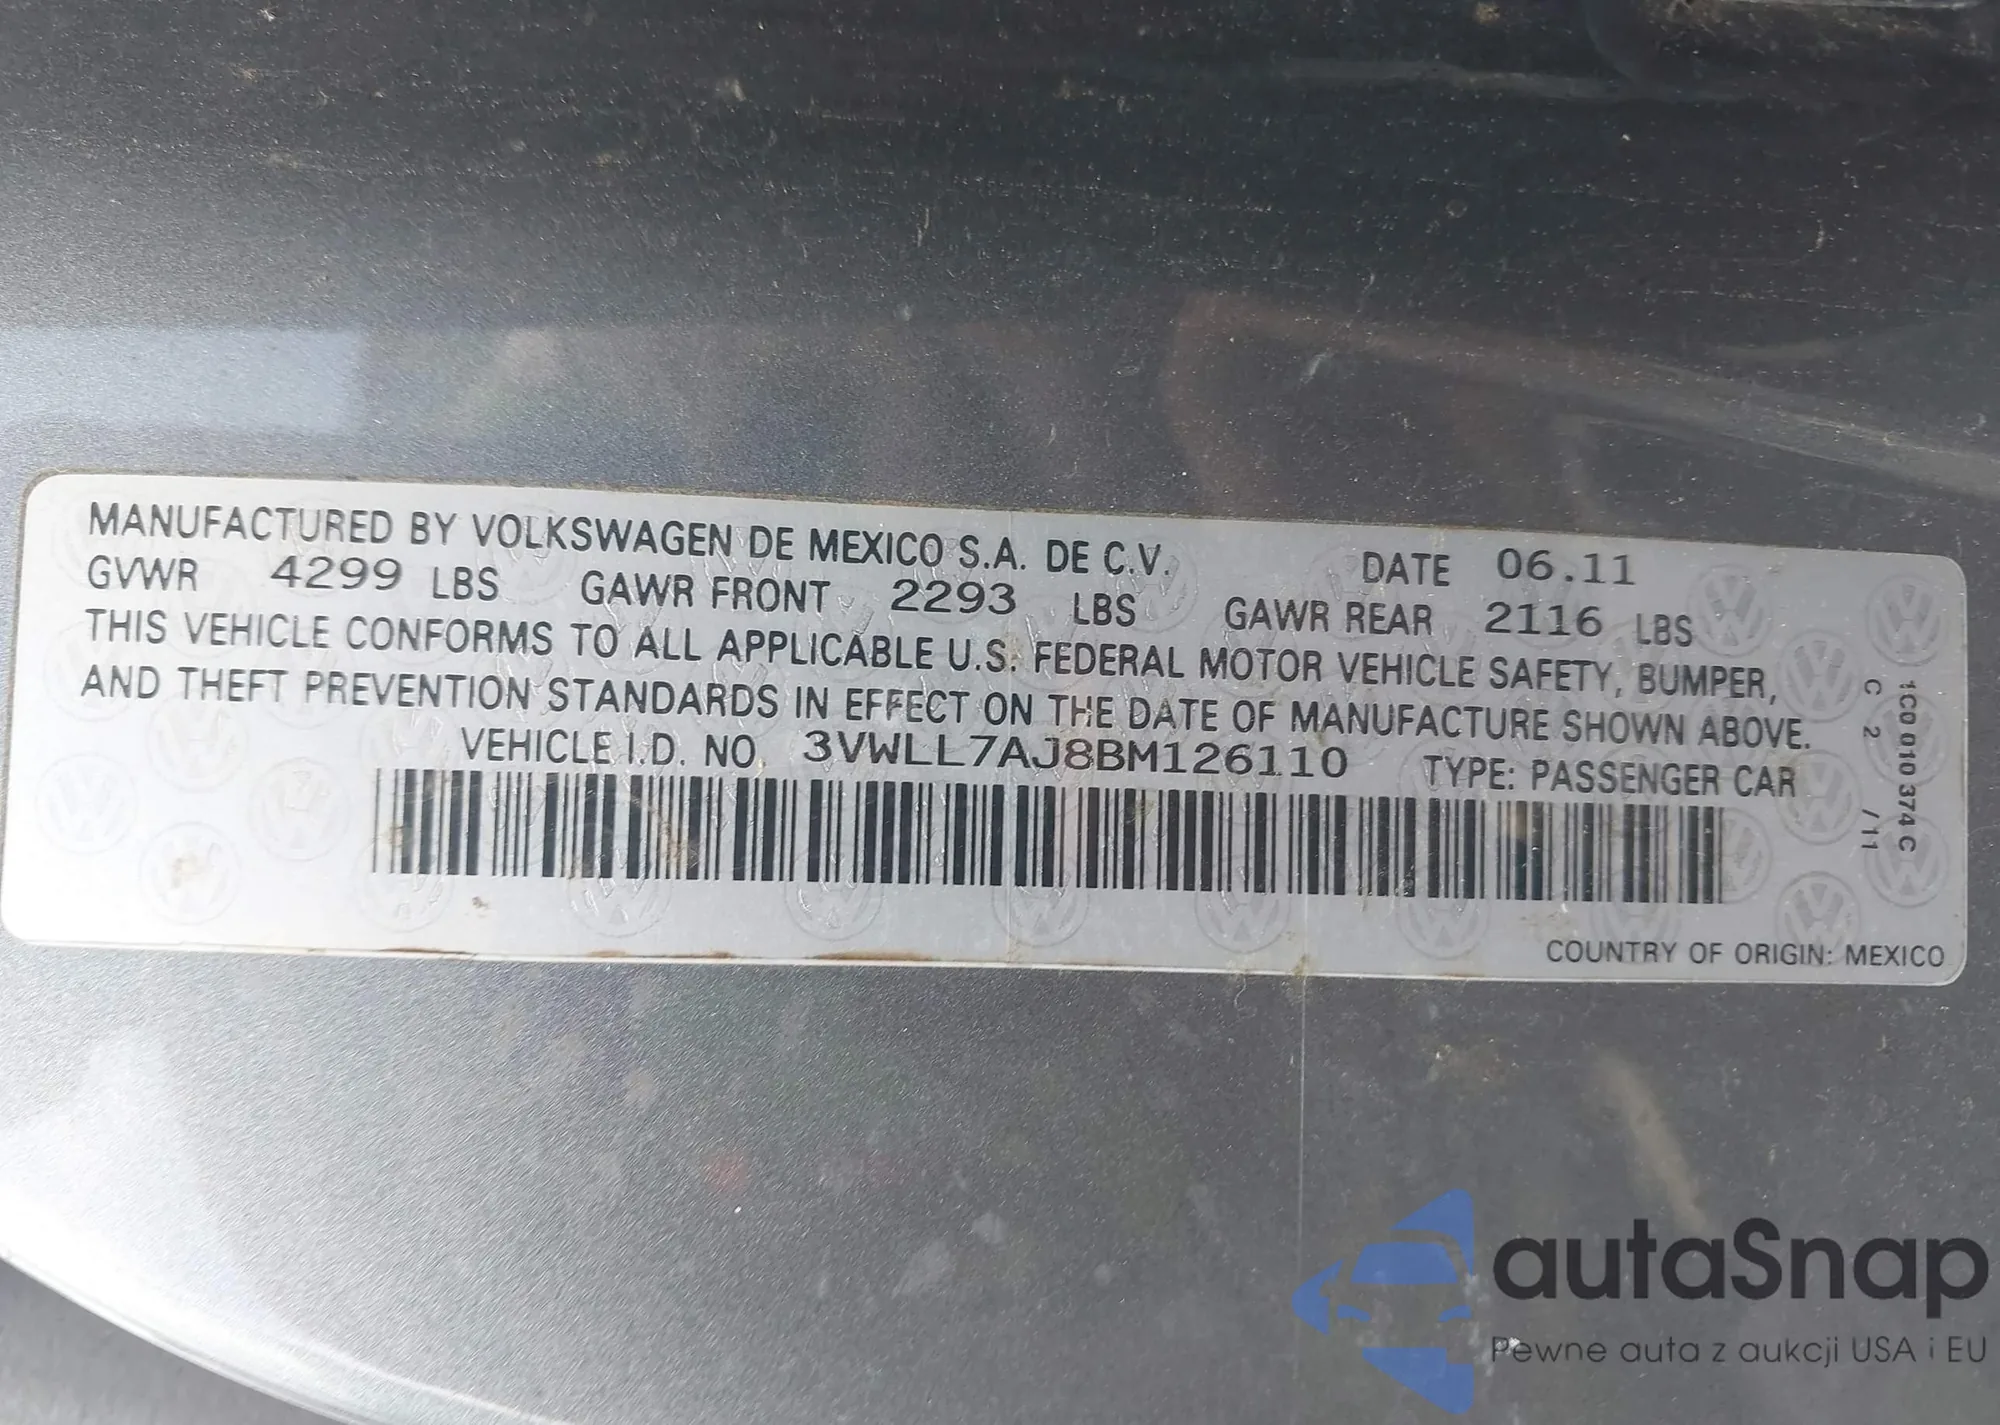 MANUFACTURED BY VOLKSWAGEN DE MEXICO S.A. DE C.V. DATE 06.11
GVWR 4299 LBS GAWR FRONT 2293 LBS GAWR REAR 2116 LBS
THIS VEHICLE CONFORMS TO ALL APPLICABLE U.S. FEDERAL MOTOR VEHICLE SAFETY, BUMPER,
AND THEFT PREVENTION STANDARDS IN EFFECT ON THE DATE OF MANUFACTURE SHOWN ABOVE.
VEHICLE I.D. NO. 3VWLL7AJ8BM126110 TYPE: PASSENGER CAR
1C0 010 374 C
C 2 / 11
COUNTRY OF ORIGIN: MEXICO
autaSnap
Pewne auta z aukcji USA i EU